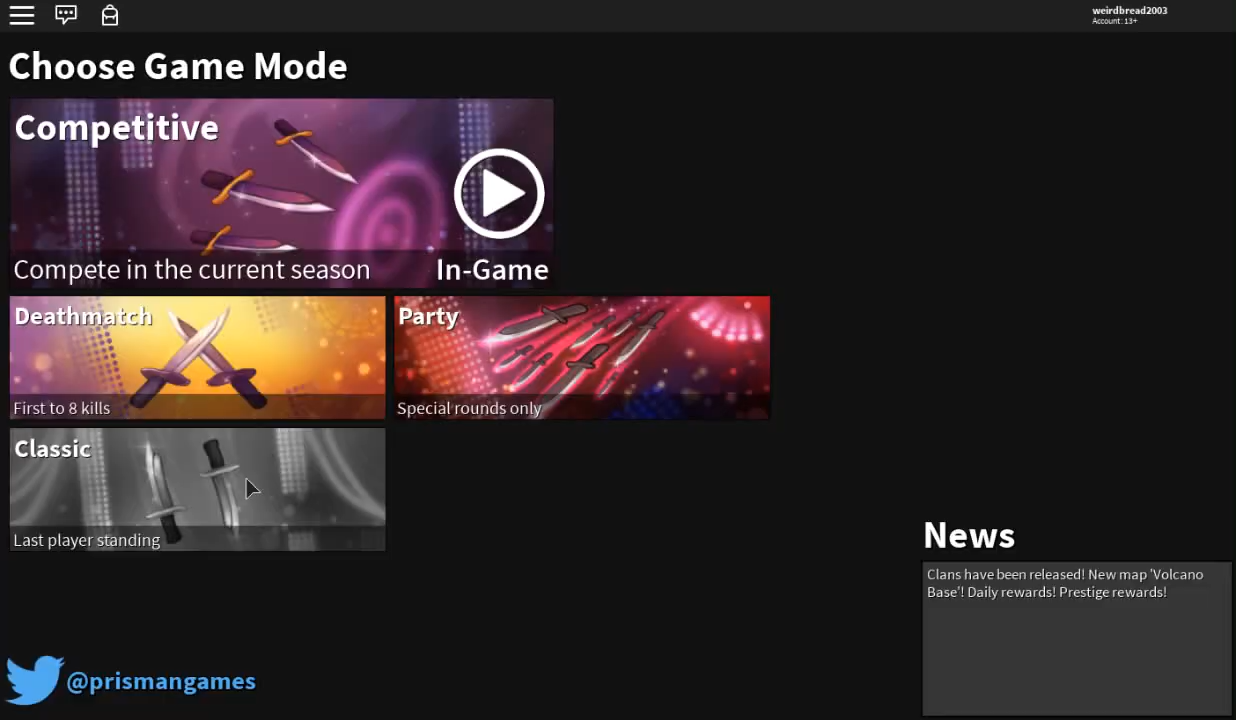 weirdbread2003
Account: 13+
Choose Game Mode
Competitive
Compete in the current season
In-Game
Deathmatch
First to 8 kills
Party
Special rounds only
Classic
Last player standing
News
Clans have been released! New map 'Volcano
Base'! Daily rewards! Prestige rewards!
@prismangames